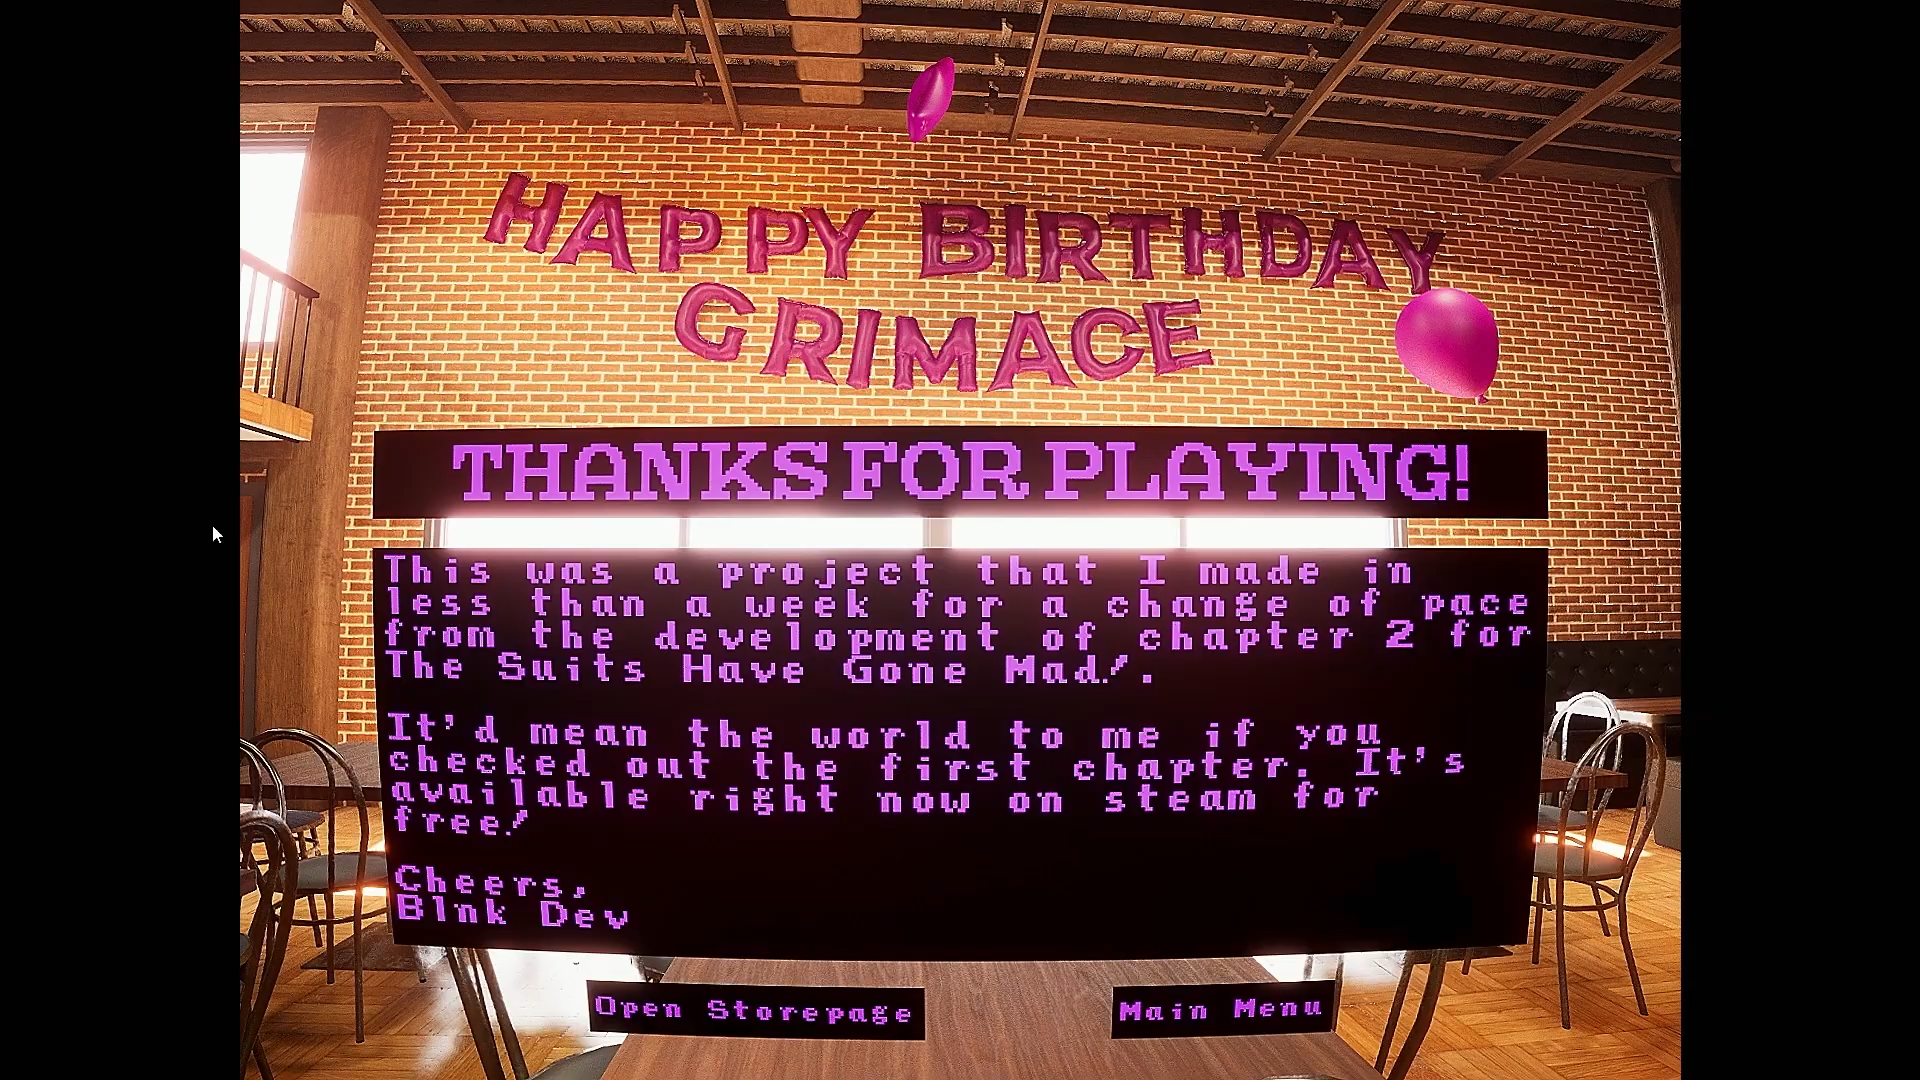 HAPPY BIRTHDAY
GRIMACE
THANKS FOR PLAYING!
This was a project that I made in
less than a week for a change of pace
from the development of chapter 2 for
The Suits Have Gone Mad!.
It'd mean the world to me if you
checked out the first chapter. It's
available right now on steam for
free!
Cheers,
Blnk Dev
Open Storepage
Main Menu